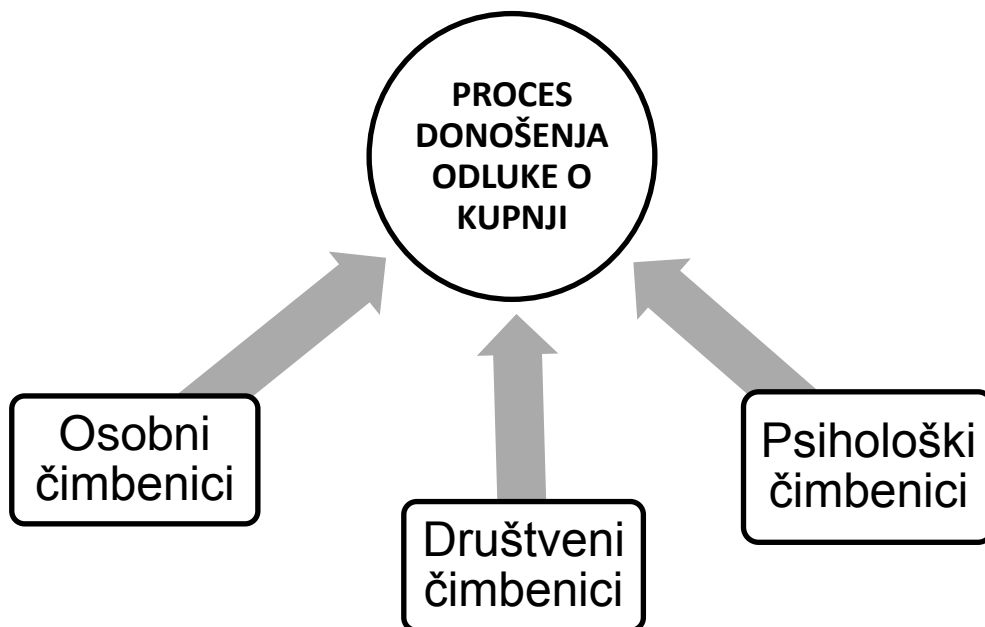 PROCES
DONOŠENJA
ODLUKE O
KUPNJI
Osobni
čimbenici
Društveni
čimbenici
Psihološki
čimbenici